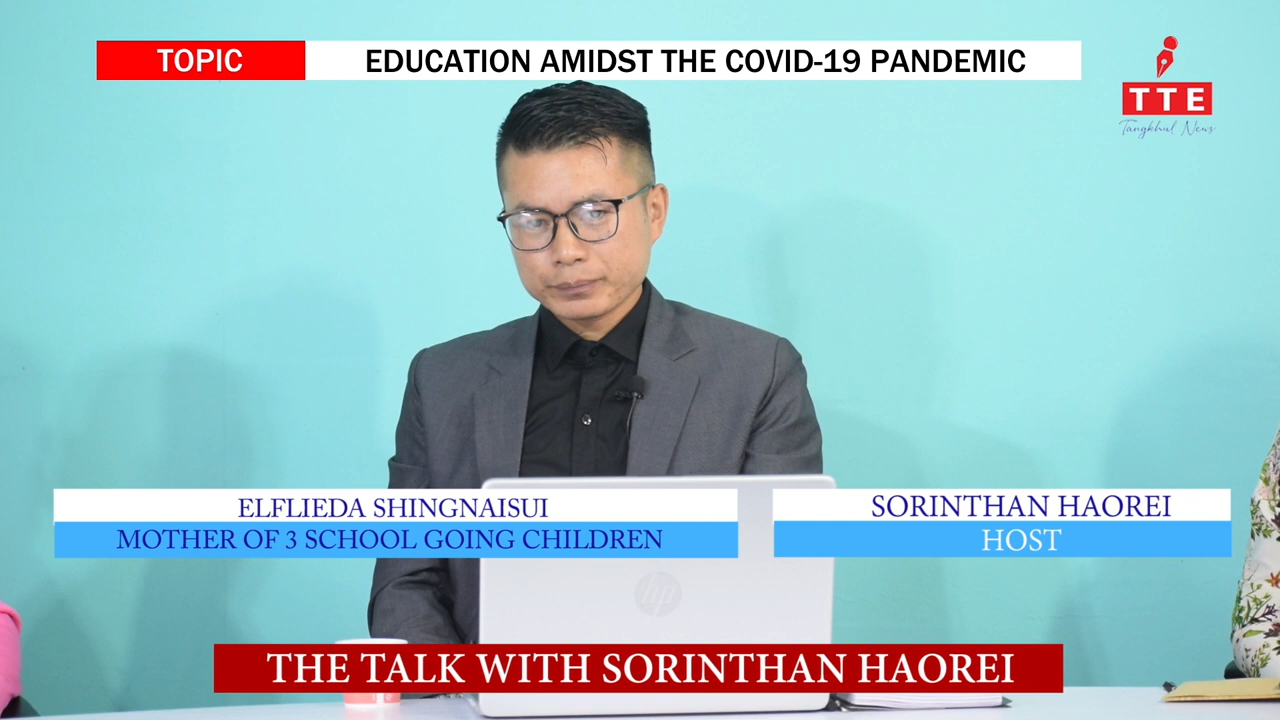 TOPIC EDUCATION AMIDST THE COVID-19 PANDEMIC
TTE
Tangkhul News
ELFLIEDA SHINGNAISUI
MOTHER OF 3 SCHOOL GOING CHILDREN
SORINTHAN HAOREI
HOST
hp
THE TALK WITH SORINTHAN HAOREI